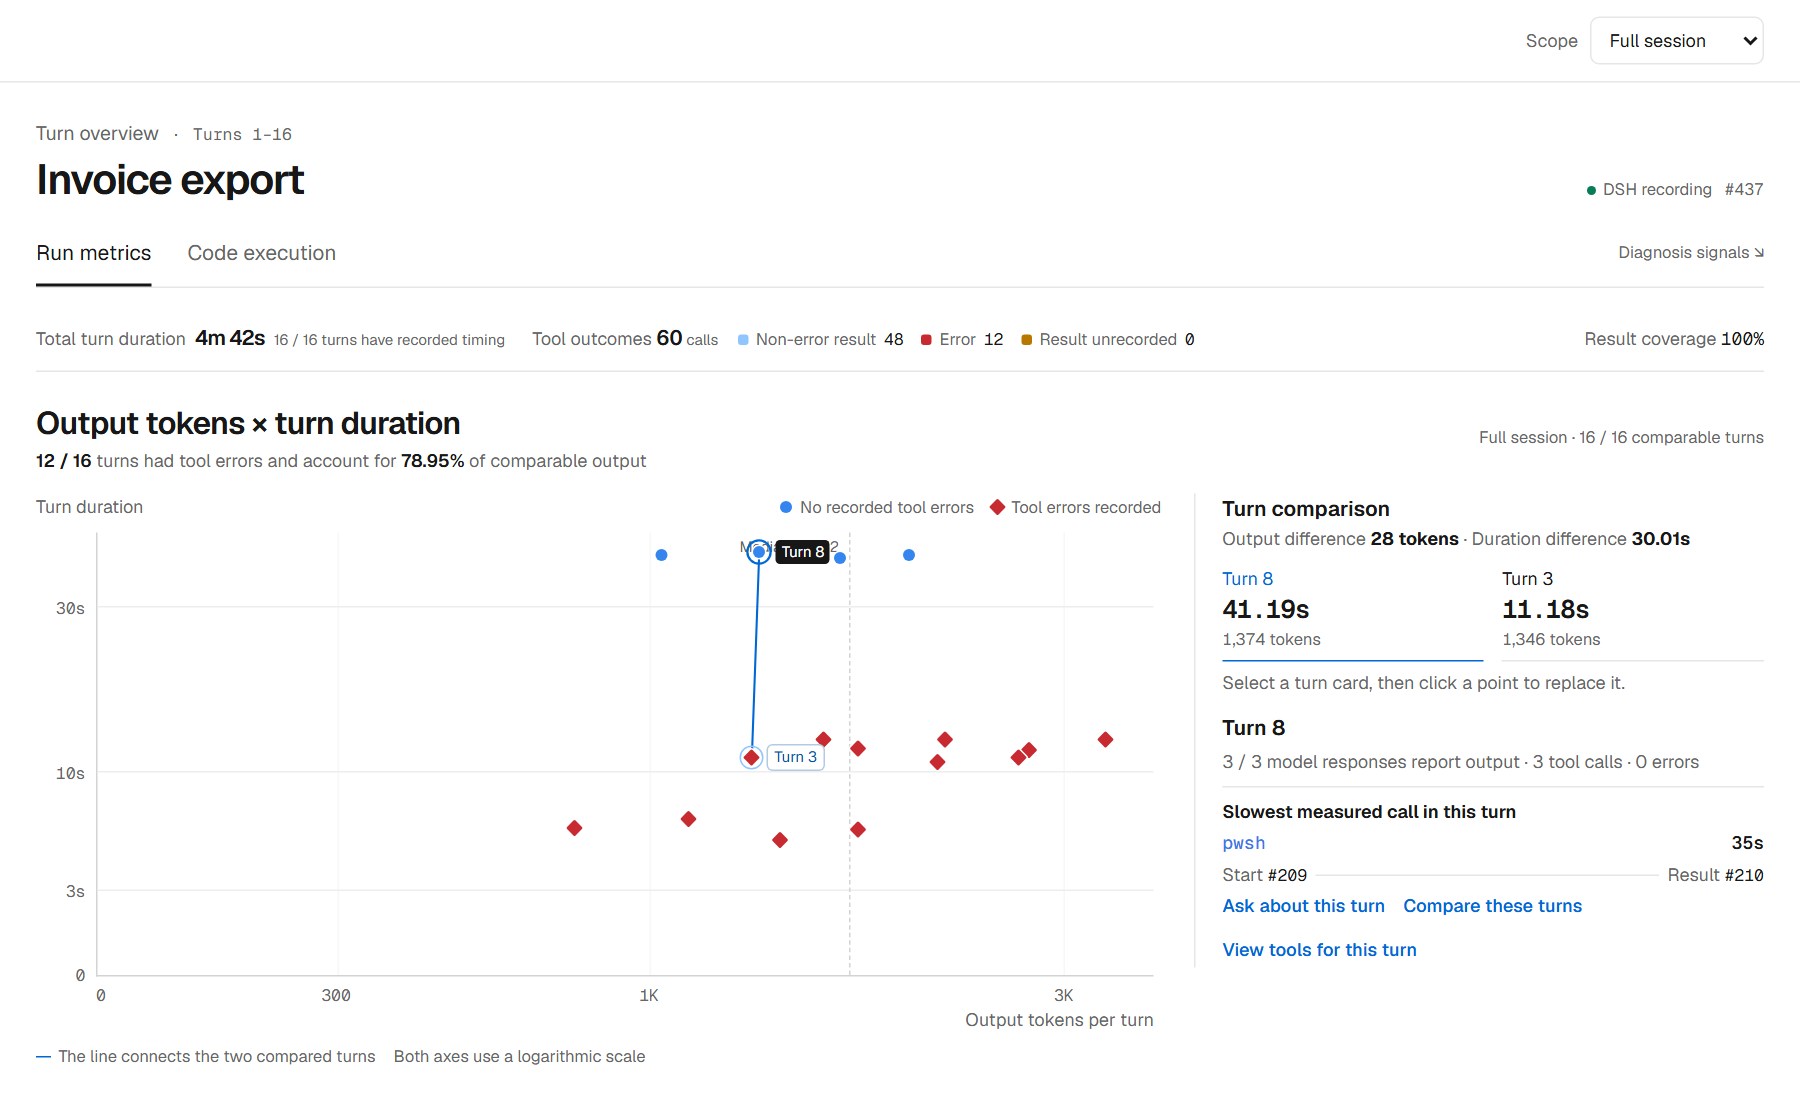 Scope Full session
Turn overview · Turns 1–16
Invoice export
DSH recording #437
Run metrics Code execution Diagnosis signals ↘
Total turn duration 4m 42s 16 / 16 turns have recorded timing Tool outcomes 60 calls Non-error result 48 Error 12 Result unrecorded 0 Result coverage 100%
Output tokens × turn duration
Full session · 16 / 16 comparable turns
12 / 16 turns had tool errors and account for 78.95% of comparable output
Turn duration No recorded tool errors Tool errors recorded
Turn 8
30s
Turn 3
10s
3s
0
0 300 1K 3K
Output tokens per turn
The line connects the two compared turns Both axes use a logarithmic scale
Turn comparison
Output difference 28 tokens · Duration difference 30.01s
Turn 8 Turn 3
41.19s 11.18s
1,374 tokens 1,346 tokens
Select a turn card, then click a point to replace it.
Turn 8
3 / 3 model responses report output · 3 tool calls · 0 errors
Slowest measured call in this turn
pwsh 35s
Start #209 Result #210
Ask about this turn Compare these turns
View tools for this turn